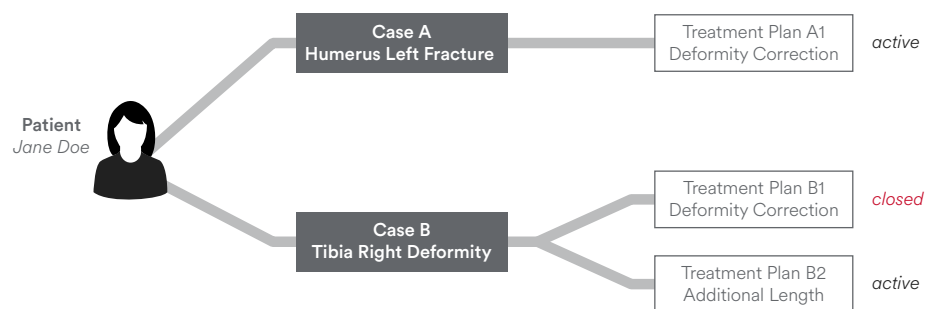 Case A
Humerus Left Fracture
Treatment Plan A1
Deformity Correction
active
Patient
Jane Doe
Case B
Tibia Right Deformity
Treatment Plan B1
Deformity Correction
closed
Treatment Plan B2
Additional Length
active